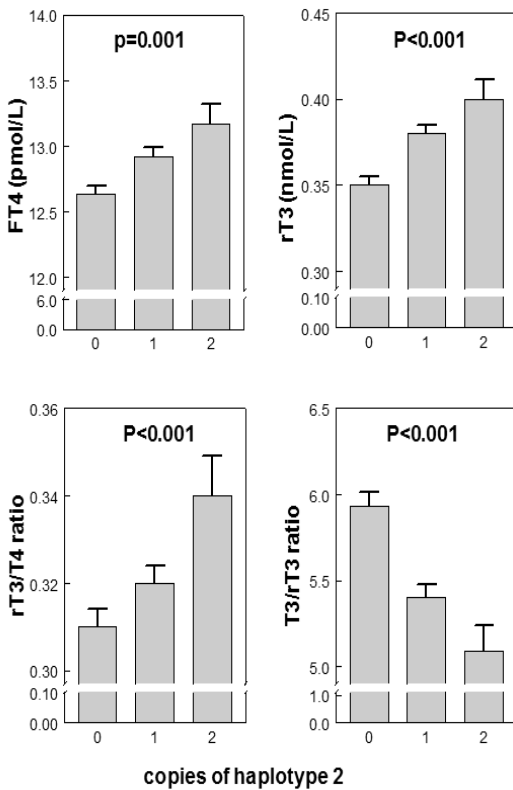 p=0.001
FT4 (pmol/L)
14.0
13.5
13.0
12.5
12.0
6.0
0.0
0 1 2
P<0.001
rT3 (nmol/L)
0.45
0.40
0.35
0.30
0.10
0.00
0 1 2
P<0.001
rT3/T4 ratio
0.36
0.34
0.32
0.30
0.10
0.00
0 1 2
P<0.001
T3/rT3 ratio
6.5
6.0
5.5
5.0
1.0
0.0
0 1 2
copies of haplotype 2